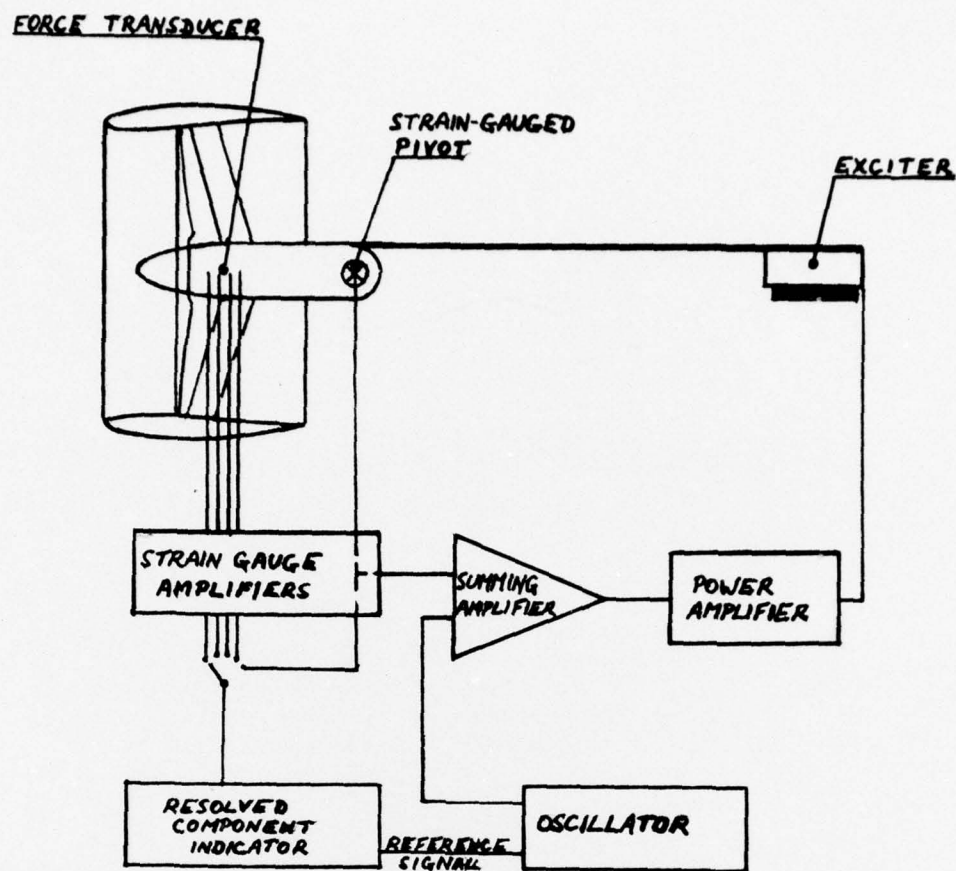 FORCE TRANSDUCER
STRAIN-GAUGED
PIVOT
EXCITER
STRAIN GAUGE
AMPLIFIERS
SUMMING
AMPLIFIER
POWER
AMPLIFIER
RESOLVED
COMPONENT
INDICATOR
REFERENCE
SIGNAL
OSCILLATOR